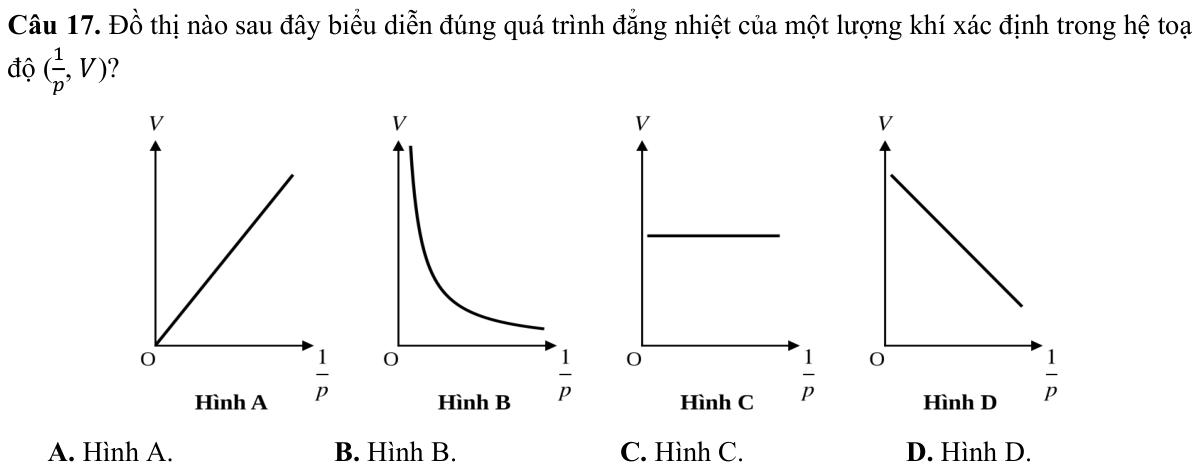 Câu 17. Đồ thị nào sau đây biểu diễn đúng quá trình đẳng nhiệt của một lượng khí xác định trong hệ toạ
độ (1/p, V)?
V V V V
O 1/p O 1/p O 1/p O 1/p
Hình A Hình B Hình C Hình D
A. Hình A. B. Hình B. C. Hình C. D. Hình D.